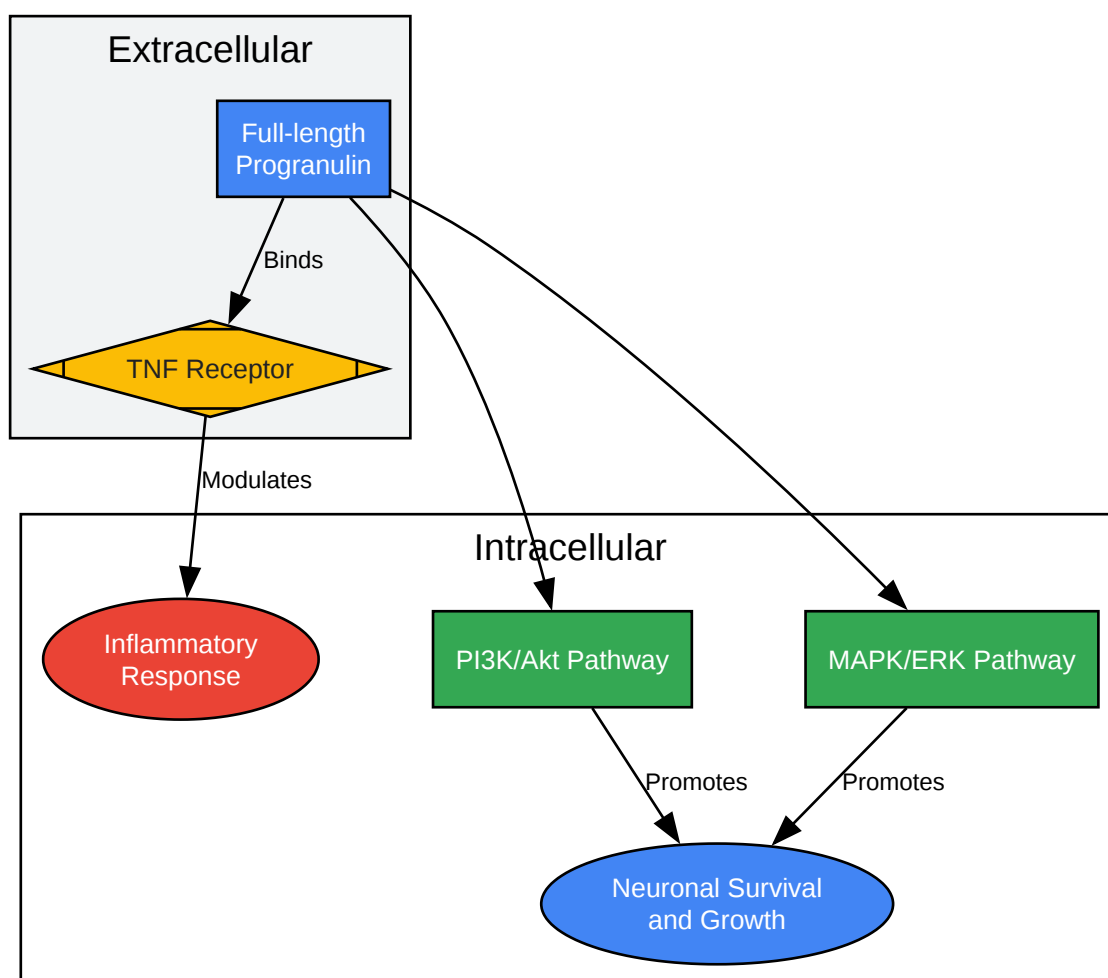 Extracellular
Full-length
Progranulin
Binds
TNF Receptor
Modulates
Intracellular
Inflammatory
Response
PI3K/Akt Pathway
MAPK/ERK Pathway
Promotes
Promotes
Neuronal Survival
and Growth